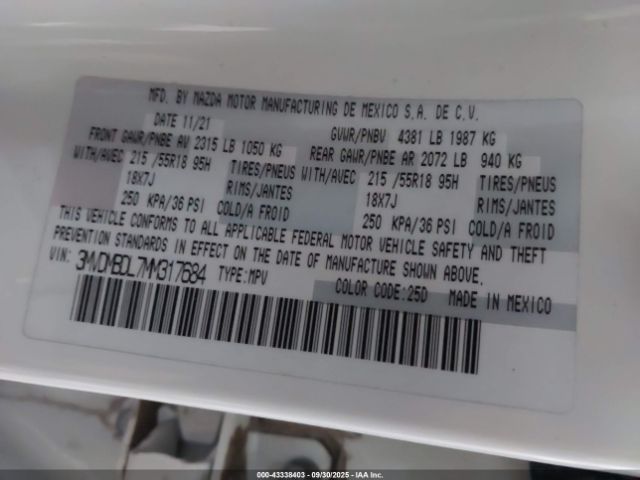 MFD. BY MAZDA MOTOR MANUFACTURING DE MEXICO S.A. DE C.V.
DATE 11/21 GVWR/PNBV 4381 LB 1987 KG
FRONT GAWR/PNBE AV 2315 LB 1050 KG REAR GAWR/PNBE AR 2072 LB 940 KG
WITH/AVEC 215 /55R18 95H TIRES/PNEUS WITH/AVEC 215 /55R18 95H TIRES/PNEUS
18X7J RIMS/JANTES 18X7J RIMS/JANTES
250 KPA/36 PSI COLD/A FROID 250 KPA/36 PSI COLD/A FROID
THIS VEHICLE CONFORMS TO ALL APPLICABLE FEDERAL MOTOR VEHICLE SAFETY AND THEFT
PREVENTION STANDARDS IN EFFECT ON THE DATE OF MANUFACTURE SHOWN ABOVE.
VIN: 3MVDMBDL7MM317684 TYPE:MPV
COLOR CODE:25D MADE IN MEXICO
000-43338403 - 09/30/2025 - IAA Inc.